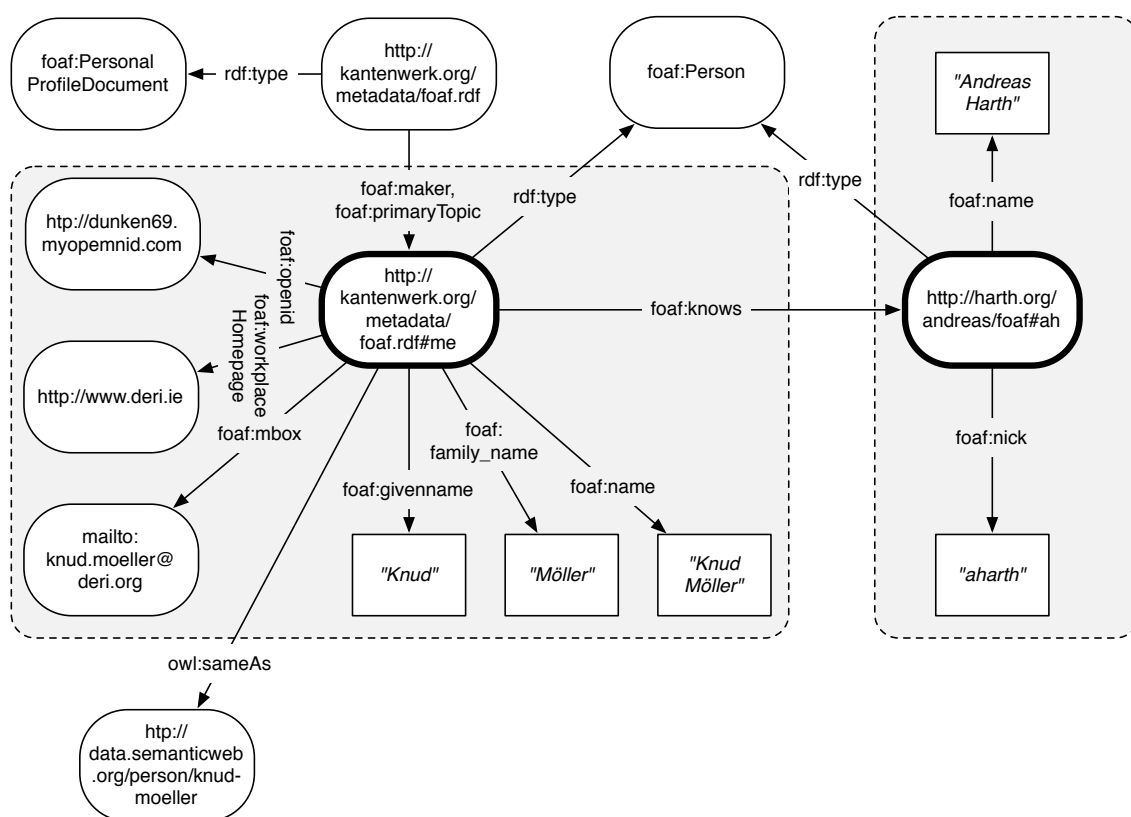 foaf:Personal
ProfileDocument
rdf:type
http://
kantenwerk.org/
metadata/foaf.rdf
foaf:Person
"Andreas
Harth"
foaf:maker,
foaf:primaryTopic
rdf:type
rdf:type
foaf:name
htp://dunken69.
myopemnid.com
foaf:openid
http://
kantenwerk.org/
metadata/
foaf.rdf#me
foaf:knows
http://harth.org/
andreas/foaf#ah
foaf:workplace
Homepage
http://www.deri.ie
foaf:mbox
foaf:
family_name
foaf:nick
foaf:givenname
foaf:name
mailto:
knud.moeller@
deri.org
"Knud"
"Möller"
"Knud
Möller"
"aharth"
owl:sameAs
htp://
data.semanticweb
.org/person/knud-
moeller